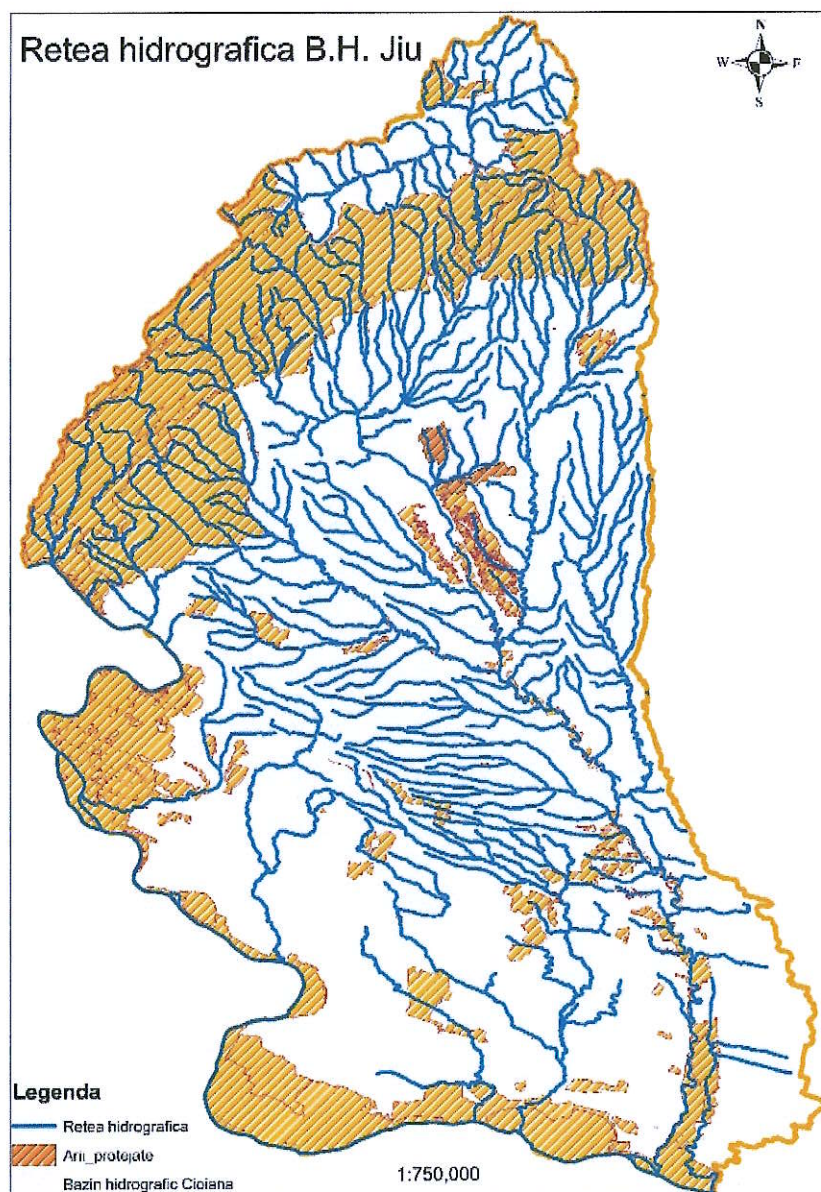 Retea hidrografica B.H. Jiu
N
W E
S
Legenda
Retea hidrografica
Arii_protejate
Bazin hidrografic Cioiana
1:750,000